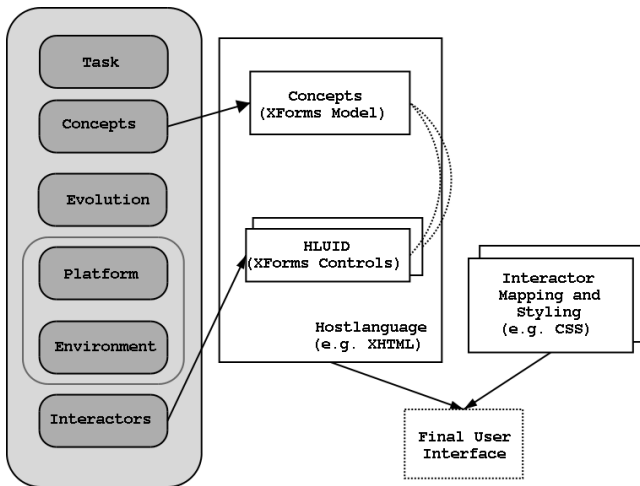 Task
Concepts
Evolution
Platform
Environment
Interactors
Concepts
(XForms Model)
HLUID
(XForms Controls)
Hostlanguage
(e.g. XHTML)
Interactor
Mapping and
Styling
(e.g. CSS)
Final User
Interface